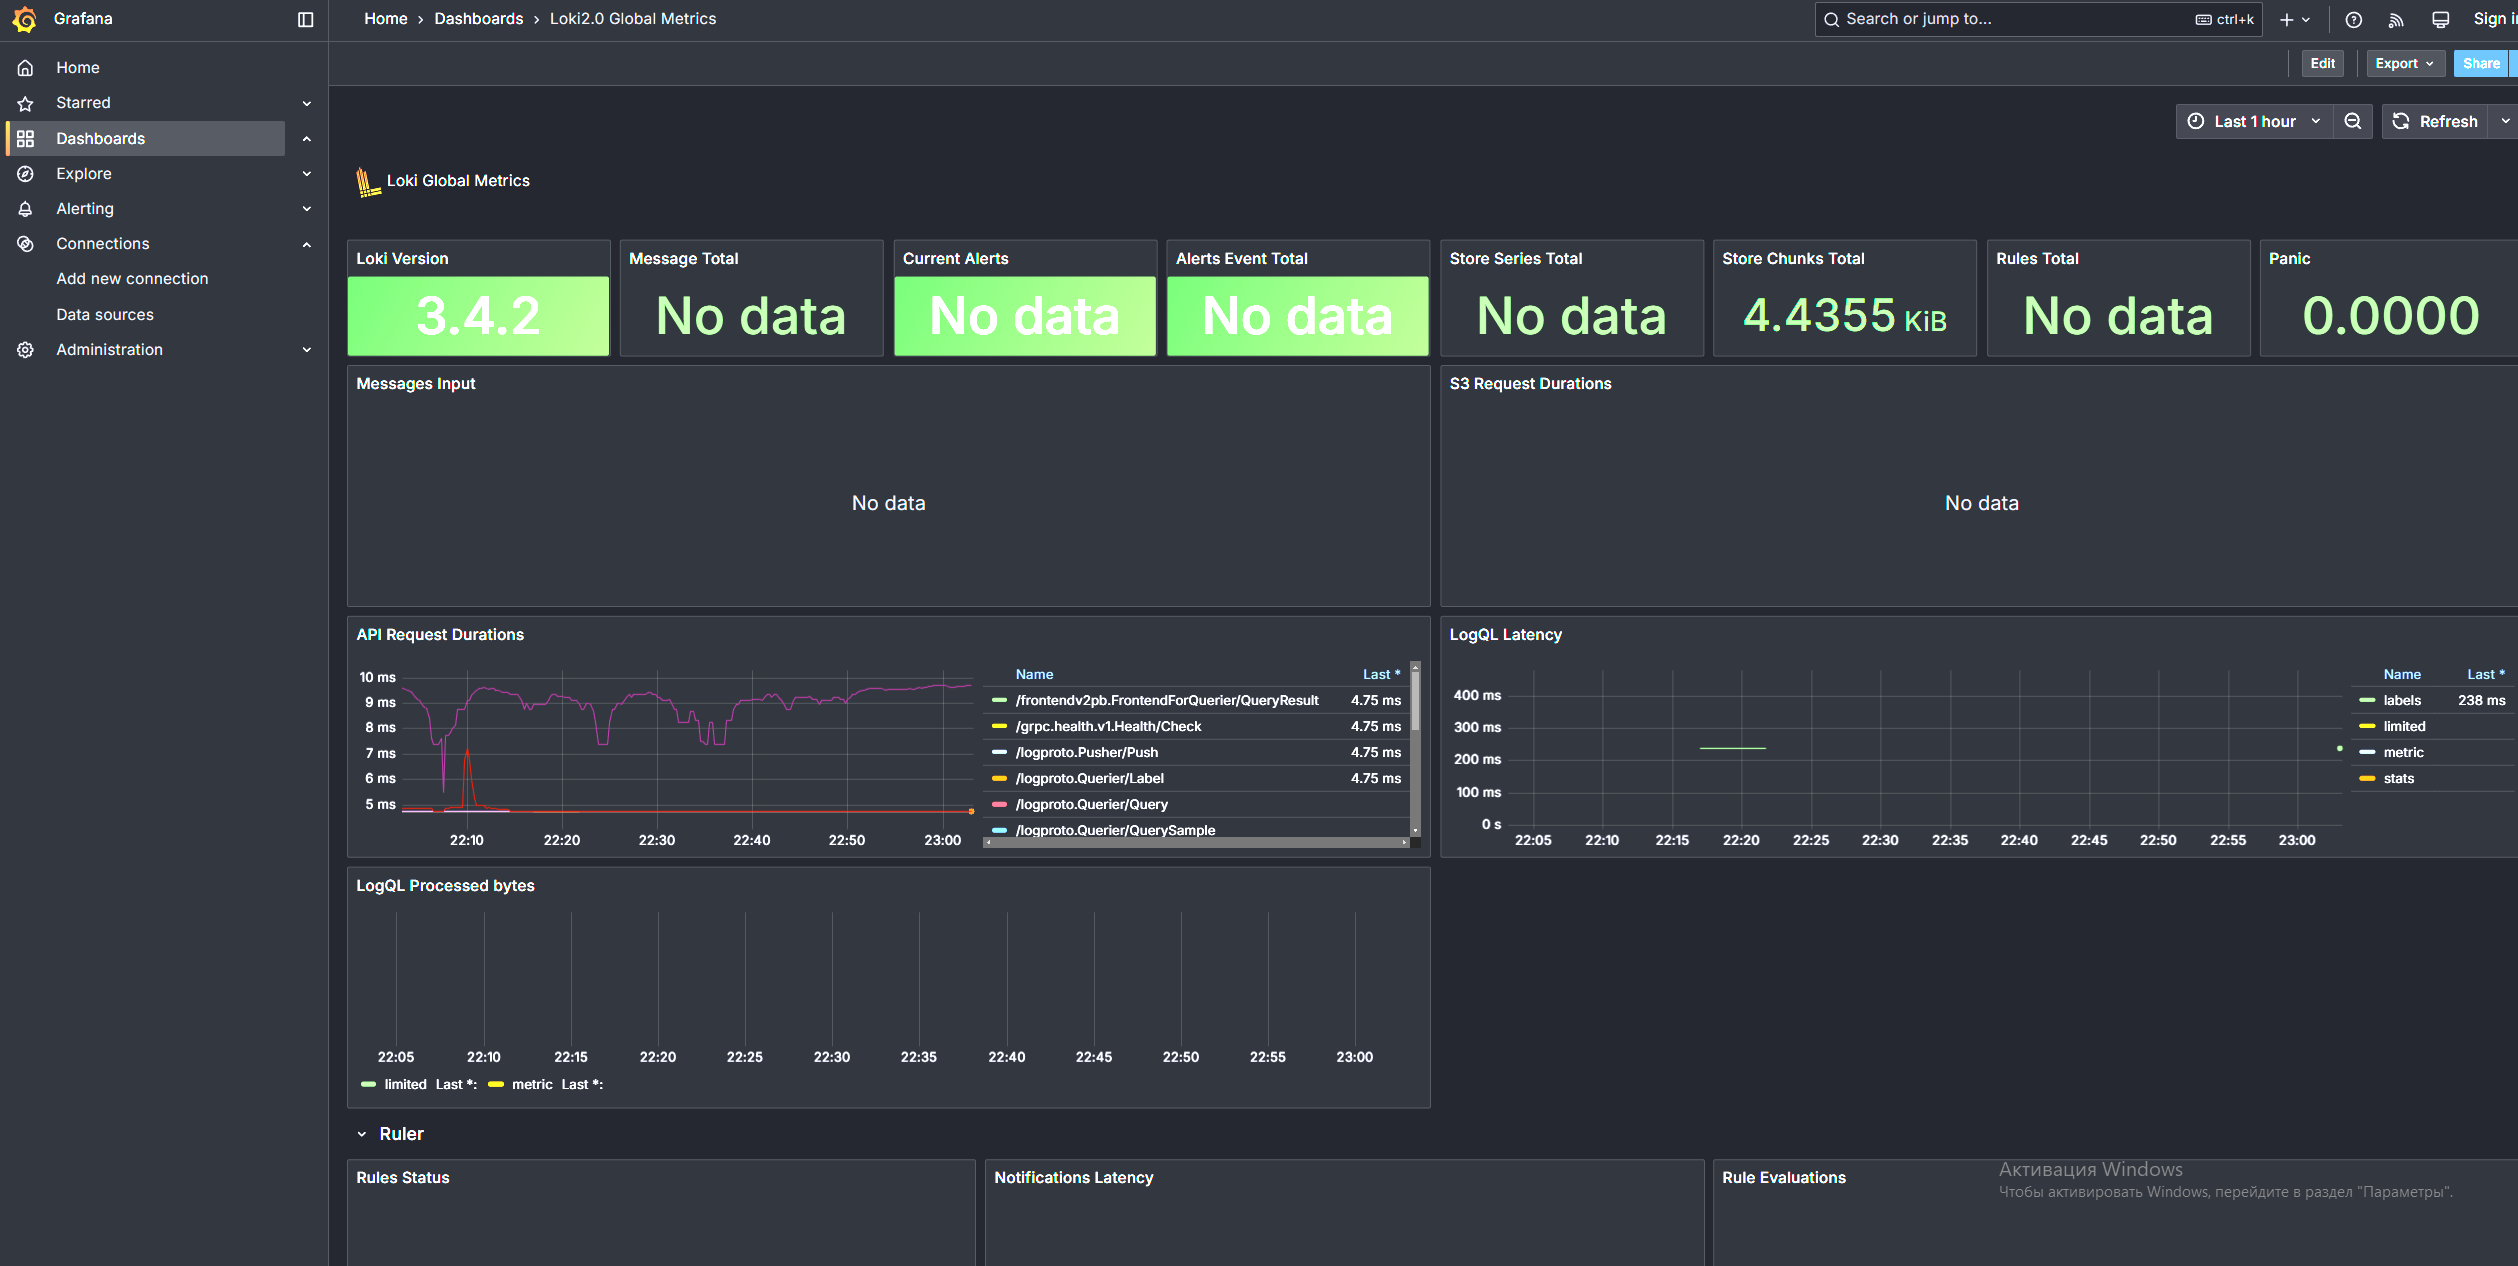 Grafana
Home › Dashboards › Loki2.0 Global Metrics
Search or jump to... ctrl+k
Home
Starred
Dashboards
Explore
Alerting
Connections
Add new connection
Data sources
Administration
Edit
Export
Share
Last 1 hour
Refresh
Loki Global Metrics
Loki Version
3.4.2
Message Total
No data
Current Alerts
No data
Alerts Event Total
No data
Store Series Total
No data
Store Chunks Total
4.4355 KiB
Rules Total
No data
Panic
0.0000
Messages Input
No data
S3 Request Durations
No data
API Request Durations
10 ms
9 ms
8 ms
7 ms
6 ms
5 ms
22:10 22:20 22:30 22:40 22:50 23:00
Name Last *
/frontendv2pb.FrontendForQuerier/QueryResult 4.75 ms
/grpc.health.v1.Health/Check 4.75 ms
/logproto.Pusher/Push 4.75 ms
/logproto.Querier/Label 4.75 ms
/logproto.Querier/Query
/logproto.Querier/QuerySample
LogQL Latency
400 ms
300 ms
200 ms
100 ms
0 s
22:05 22:10 22:15 22:20 22:25 22:30 22:35 22:40 22:45 22:50 22:55 23:00
Name Last *
labels 238 ms
limited
metric
stats
LogQL Processed bytes
22:05 22:10 22:15 22:20 22:25 22:30 22:35 22:40 22:45 22:50 22:55 23:00
limited Last *: metric Last *:
Ruler
Rules Status
Notifications Latency
Rule Evaluations
Активация Windows
Чтобы активировать Windows, перейдите в раздел "Параметры".